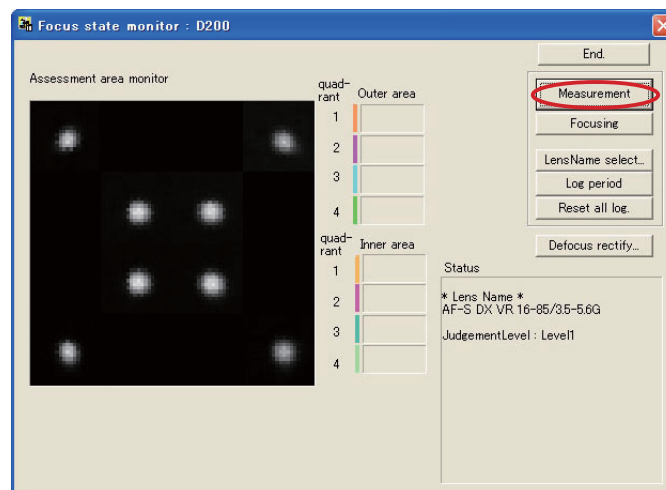 Focus state monitor : D200
End.
Assessment area monitor
quad-
rant
Outer area
1
2
3
4
quad-
rant
Inner area
1
2
3
4
Measurement
Focusing
LensName select...
Log period
Reset all log.
Defocus rectify...
Status
* Lens Name *
AF-S DX VR 16-85/3.5-5.6G
JudgementLevel : Level1